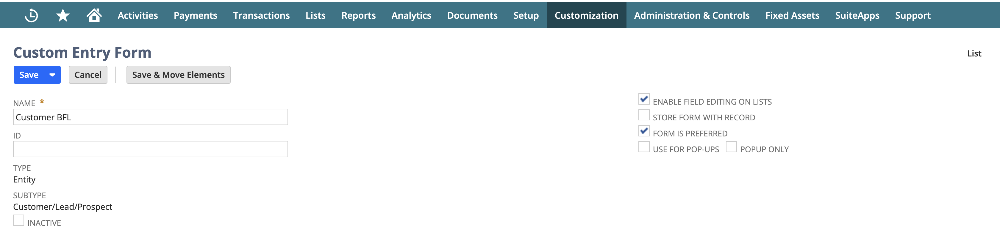 Activities Payments Transactions Lists Reports Analytics Documents Setup Customization Administration & Controls Fixed Assets SuiteApps Support
Custom Entry Form
List
Save Cancel Save & Move Elements
NAME *
Customer BFL
ID
TYPE
Entity
SUBTYPE
Customer/Lead/Prospect
INACTIVE
ENABLE FIELD EDITING ON LISTS
STORE FORM WITH RECORD
FORM IS PREFERRED
USE FOR POP-UPS POPUP ONLY